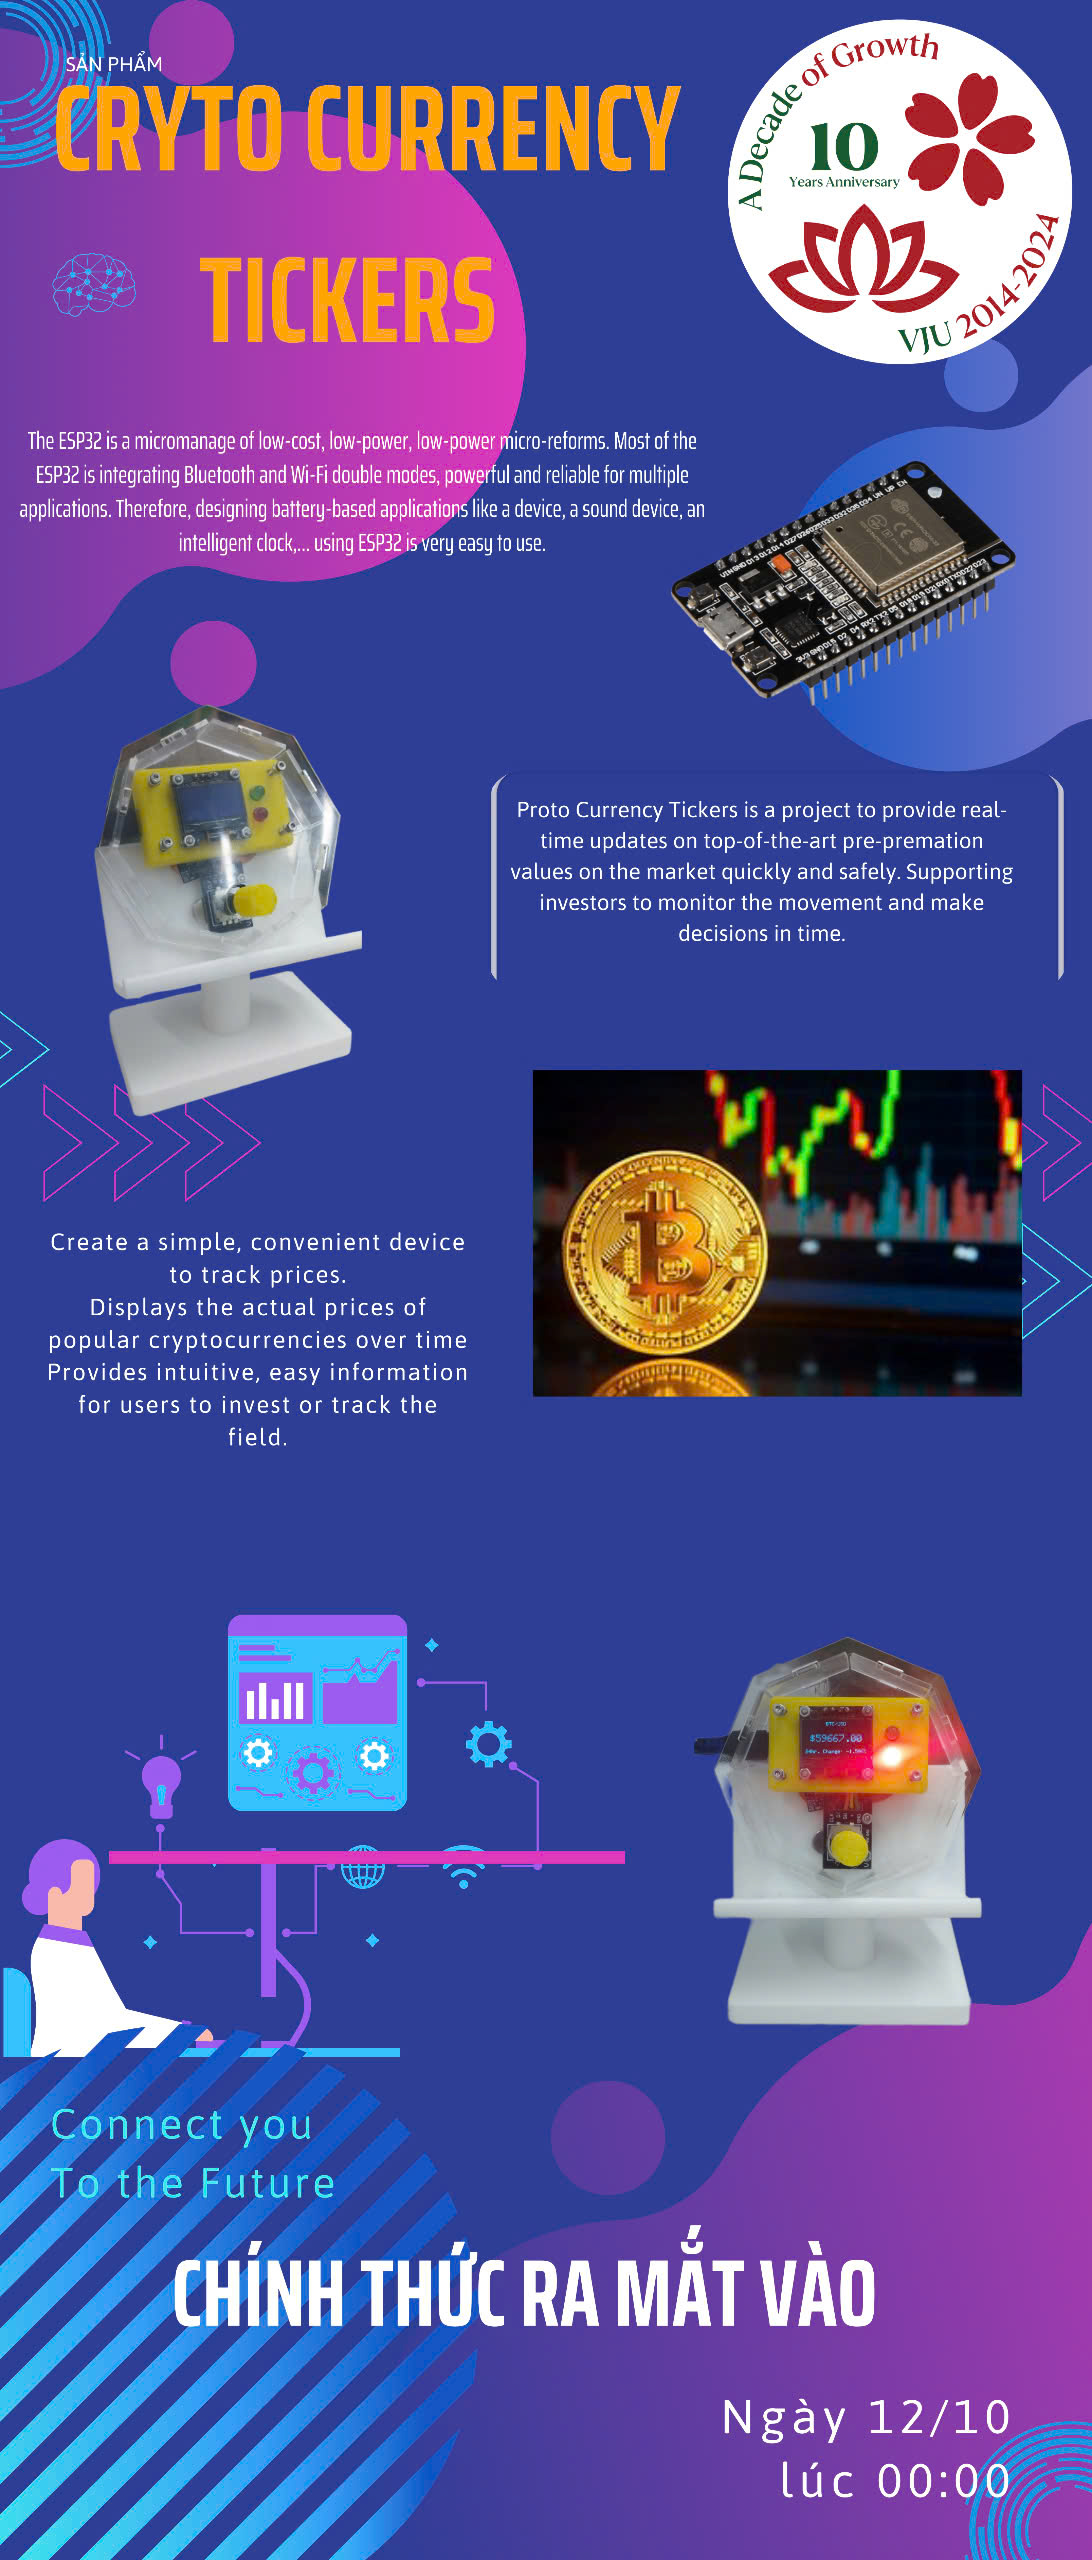 SẢN PHẨM
CRYTO CURRENCY
TICKERS
A Decade of Growth
10
Years Anniversary
VJU 2014-2024
The ESP32 is a micromanage of low-cost, low-power, low-power micro-reforms. Most of the
ESP32 is integrating Bluetooth and Wi-Fi double modes, powerful and reliable for multiple
applications. Therefore, designing battery-based applications like a device, a sound device, an
intelligent clock,... using ESP32 is very easy to use.
Proto Currency Tickers is a project to provide real-
time updates on top-of-the-art pre-premation
values on the market quickly and safely. Supporting
investors to monitor the movement and make
decisions in time.
Create a simple, convenient device
to track prices.
Displays the actual prices of
popular cryptocurrencies over time
Provides intuitive, easy information
for users to invest or track the
field.
BTC/USD
$59667.00
24hr. Change:
Connect you
To the Future
CHÍNH THỨC RA MẮT VÀO
Ngày 12/10
lúc 00:00